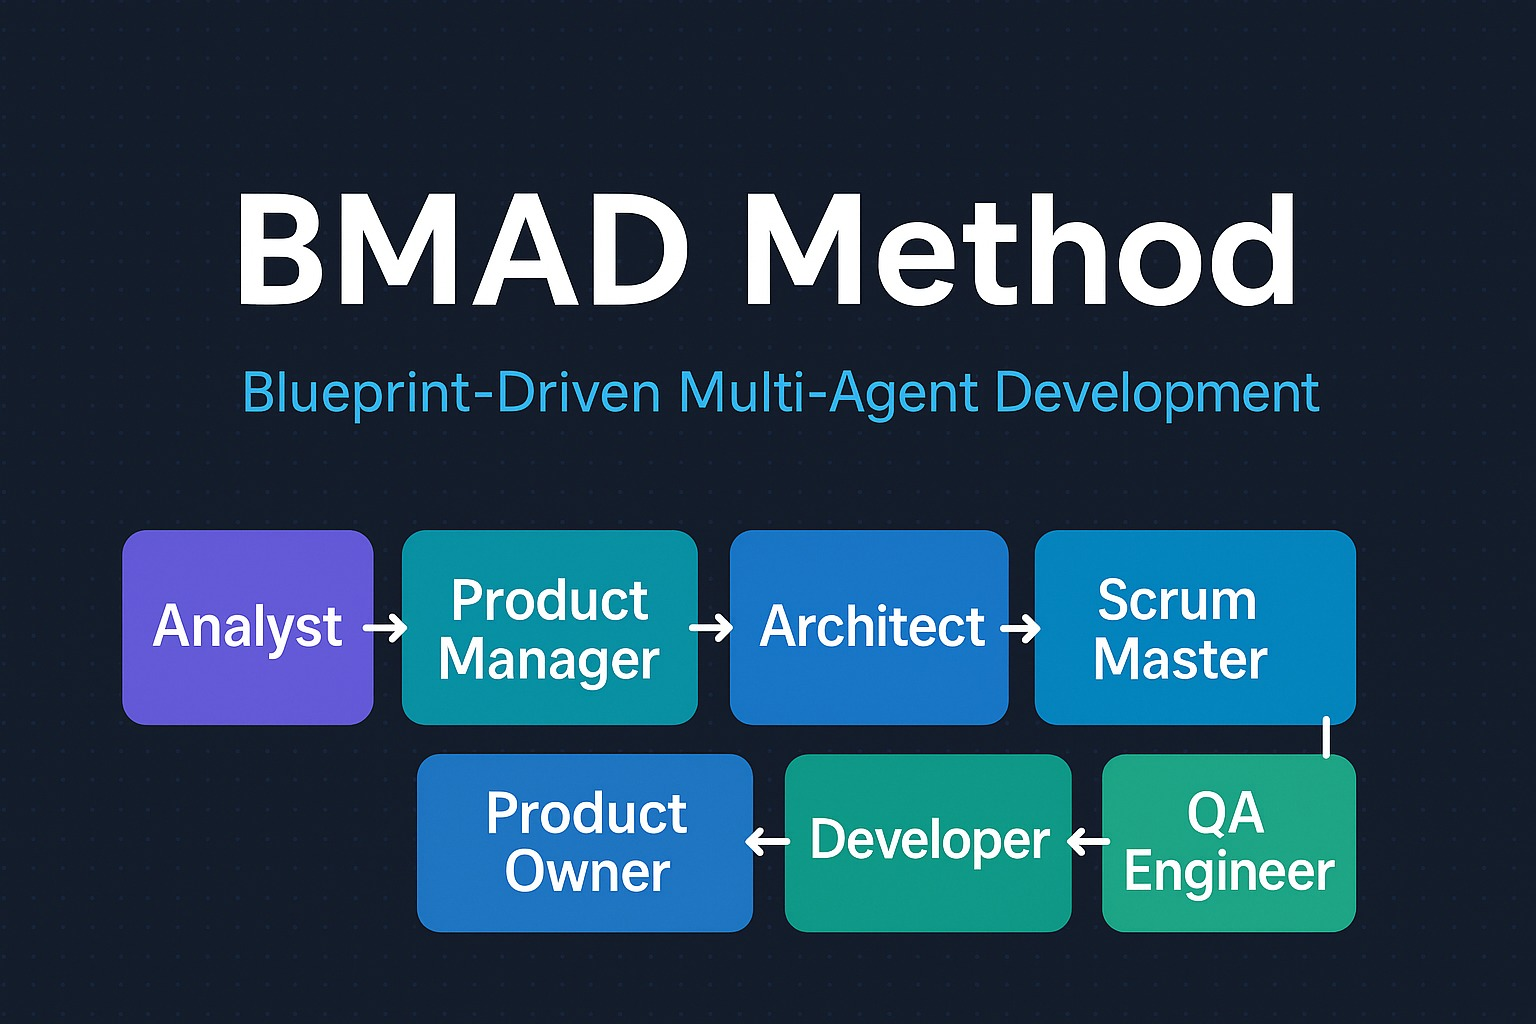 BMAD Method
Blueprint-Driven Multi-Agent Development
Analyst
Product
Manager
Architect
Scrum
Master
Product
Owner
Developer
QA
Engineer